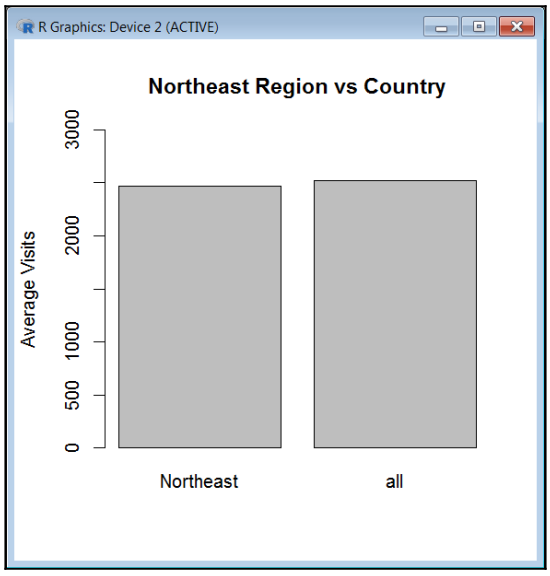 R Graphics: Device 2 (ACTIVE)
Northeast Region vs Country
Average Visits
3000
2000
1000
500
0
Northeast
all